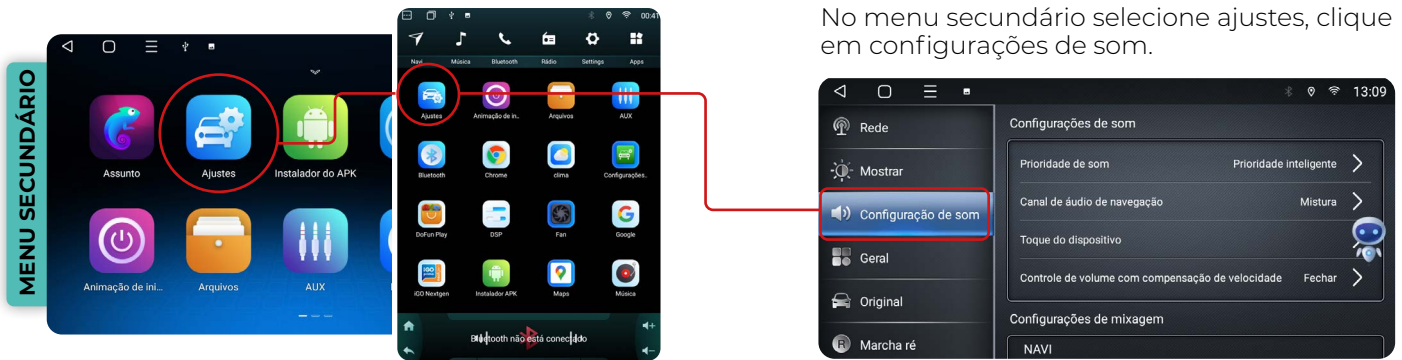 MENU SECUNDÁRIO
Assunto
Ajustes
Instalador do APK
Animação de ini...
Arquivos
AUX
00:41
Navi
Música
Bluetooth
Rádio
Settings
Apps
Ajustes
Animação de in..
Arquivos
AUX
Bluetooth
Chrome
clima
Configurações..
DoFun Play
DSP
Fan
Google
iGO Nextgen
Instalador APK
Maps
Música
Bluetooth não está conectado
No menu secundário selecione ajustes, clique
em configurações de som.
13:09
Rede
Mostrar
Configuração de som
Geral
Original
Marcha ré
Configurações de som
Prioridade de som Prioridade inteligente
Canal de áudio de navegação Mistura
Toque do dispositivo
Controle de volume com compensação de velocidade Fechar
Configurações de mixagem
NAVI